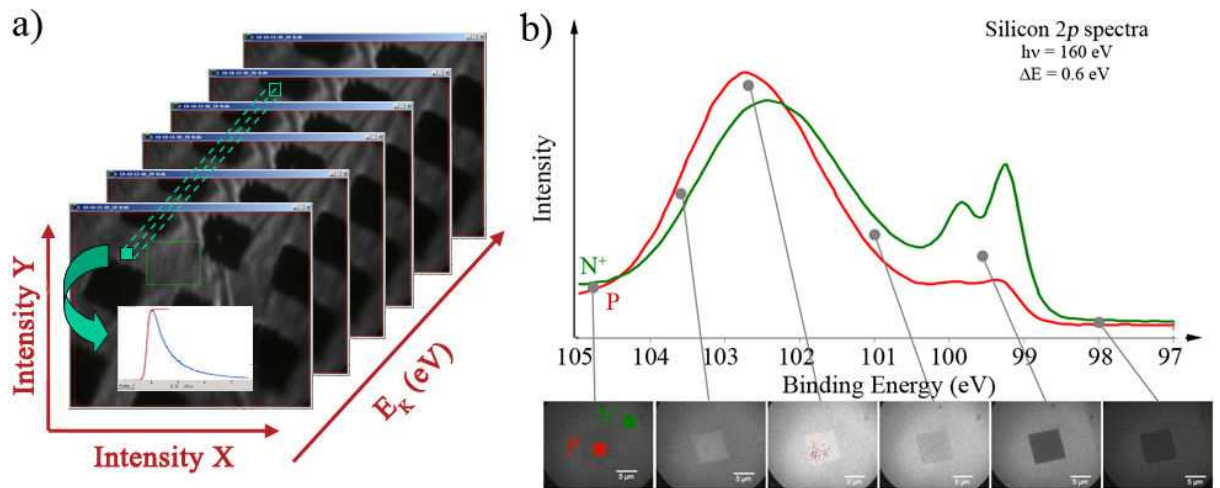 a)
Intensity Y
Intensity X
E_K (eV)
b)
Silicon 2p spectra
hν = 160 eV
ΔE = 0.6 eV
Intensity
N⁺
P
105 104 103 102 101 100 99 98 97
Binding Energy (eV)
P
5 μm 5 μm 5 μm 5 μm 5 μm 5 μm